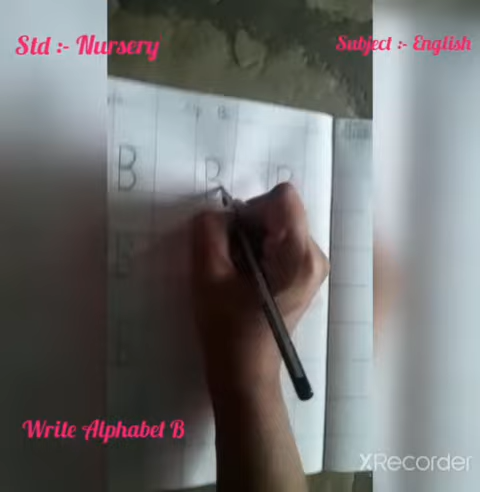 Std :- Nursery
Subject :- English
B B B
Write Alphabet B
XRecorder